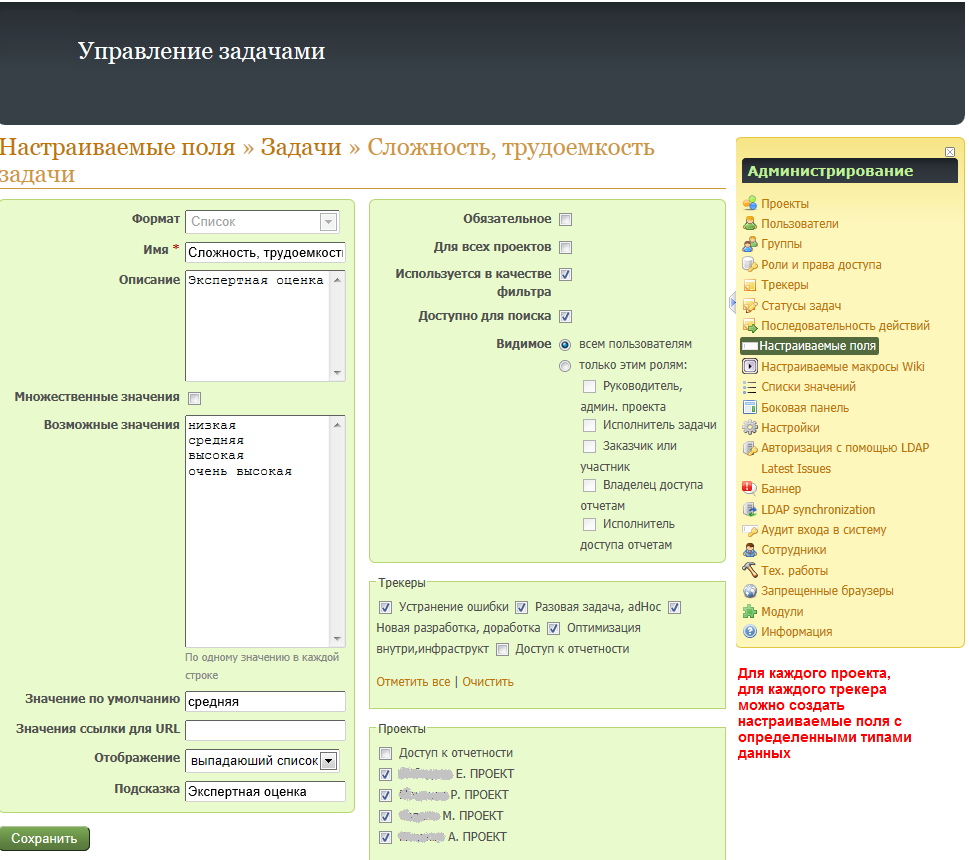 Управление задачами
Настраиваемые поля » Задачи » Сложность, трудоемкость
задачи
Формат Список
Имя * Сложность, трудоемкост
Описание Экспертная оценка
Множественные значения
Возможные значения низкая
средняя
высокая
очень высокая
По одному значению в каждой
строке
Значение по умолчанию средняя
Значения ссылки для URL
Отображение выпадаюший список
Подсказка Экспертная оценка
Сохранить
Обязательное
Для всех проектов
Используется в качестве
фильтра
Доступно для поиска
Видимое всем пользователям
только этим ролям:
Руководитель,
админ. проекта
Исполнитель задачи
Заказчик или
участник
Владелец доступа
отчетам
Исполнитель
доступа отчетам
Трекеры
Устранение ошибки Разовая задача, adHoc
Новая разработка, доработка Оптимизация
внутри,инфраструкт Доступ к отчетности
Отметить все | Очистить
Проекты
Доступ к отчетности
Е. ПРОЕКТ
Р. ПРОЕКТ
М. ПРОЕКТ
А. ПРОЕКТ
Администрирование
Проекты
Пользователи
Группы
Роли и права доступа
Трекеры
Статусы задач
Последовательность действий
Настраиваемые поля
Настраиваемые макросы Wiki
Списки значений
Боковая панель
Настройки
Авторизация с помощью LDAP
Latest Issues
Баннер
LDAP synchronization
Аудит входа в систему
Сотрудники
Тех. работы
Запрещенные браузеры
Модули
Информация
Для каждого проекта,
для каждого трекера
можно создать
настраиваемые поля с
определенными типами
данных